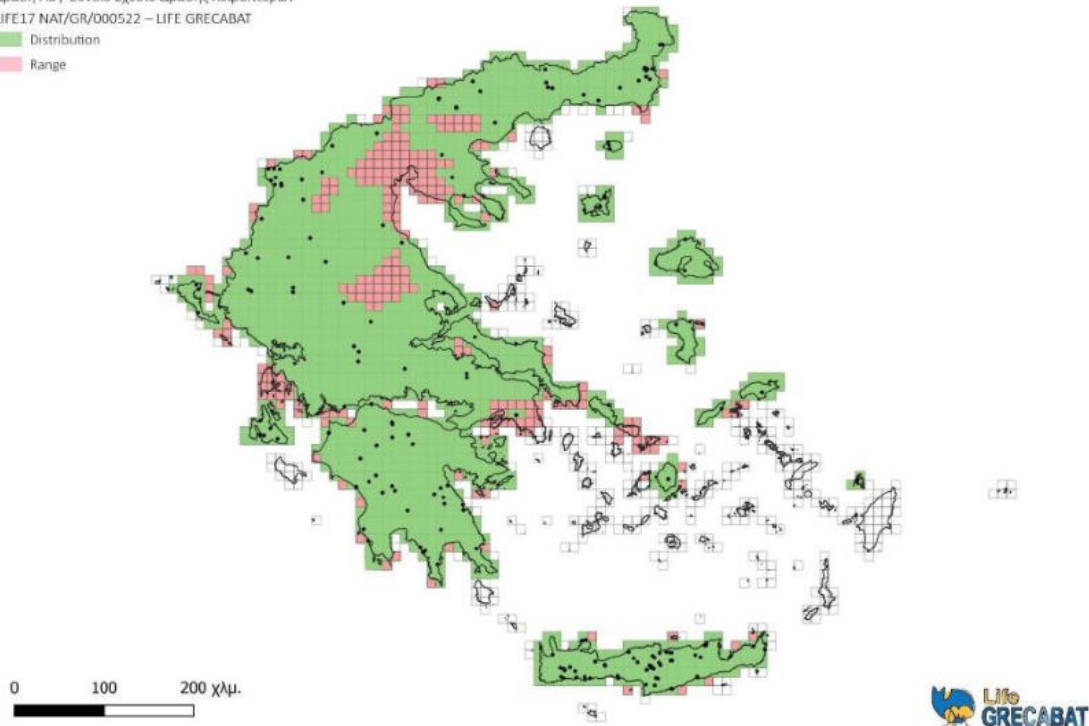 LIFE17 NAT/GR/000522 – LIFE GRECABAT
Distribution
Range
0 100 200 χλμ.
Life
GRECABAT